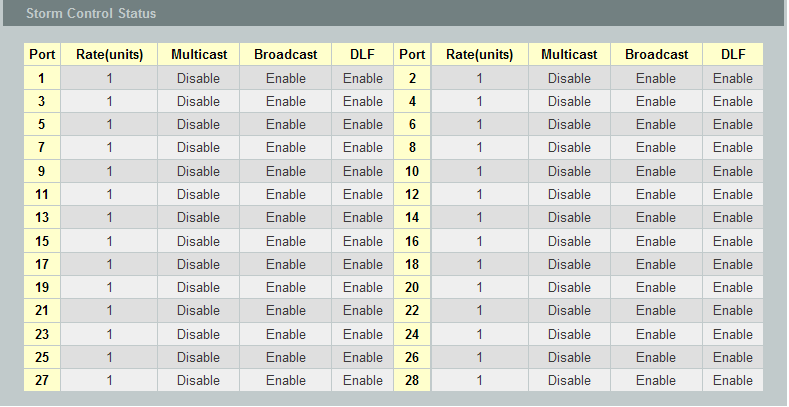 Storm Control Status
Port Rate(units) Multicast Broadcast DLF Port Rate(units) Multicast Broadcast DLF
1 1 Disable Enable Enable 2 1 Disable Enable Enable
3 1 Disable Enable Enable 4 1 Disable Enable Enable
5 1 Disable Enable Enable 6 1 Disable Enable Enable
7 1 Disable Enable Enable 8 1 Disable Enable Enable
9 1 Disable Enable Enable 10 1 Disable Enable Enable
11 1 Disable Enable Enable 12 1 Disable Enable Enable
13 1 Disable Enable Enable 14 1 Disable Enable Enable
15 1 Disable Enable Enable 16 1 Disable Enable Enable
17 1 Disable Enable Enable 18 1 Disable Enable Enable
19 1 Disable Enable Enable 20 1 Disable Enable Enable
21 1 Disable Enable Enable 22 1 Disable Enable Enable
23 1 Disable Enable Enable 24 1 Disable Enable Enable
25 1 Disable Enable Enable 26 1 Disable Enable Enable
27 1 Disable Enable Enable 28 1 Disable Enable Enable